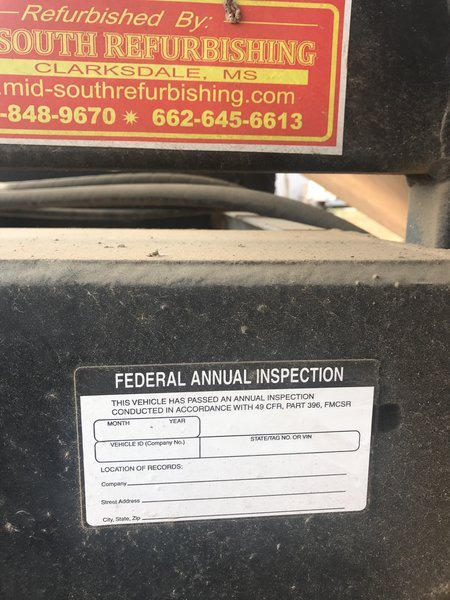 Refurbished By:
SOUTH REFURBISHING
CLARKSDALE, MS
.mid-southrefurbishing.com
-848-9670 ✷ 662-645-6613
FEDERAL ANNUAL INSPECTION
THIS VEHICLE HAS PASSED AN ANNUAL INSPECTION
CONDUCTED IN ACCORDANCE WITH 49 CFR, PART 396, FMCSR
MONTH YEAR
VEHICLE ID (Company No.) STATE/TAG NO. OR VIN
LOCATION OF RECORDS:
Company
Street Address
City, State, Zip